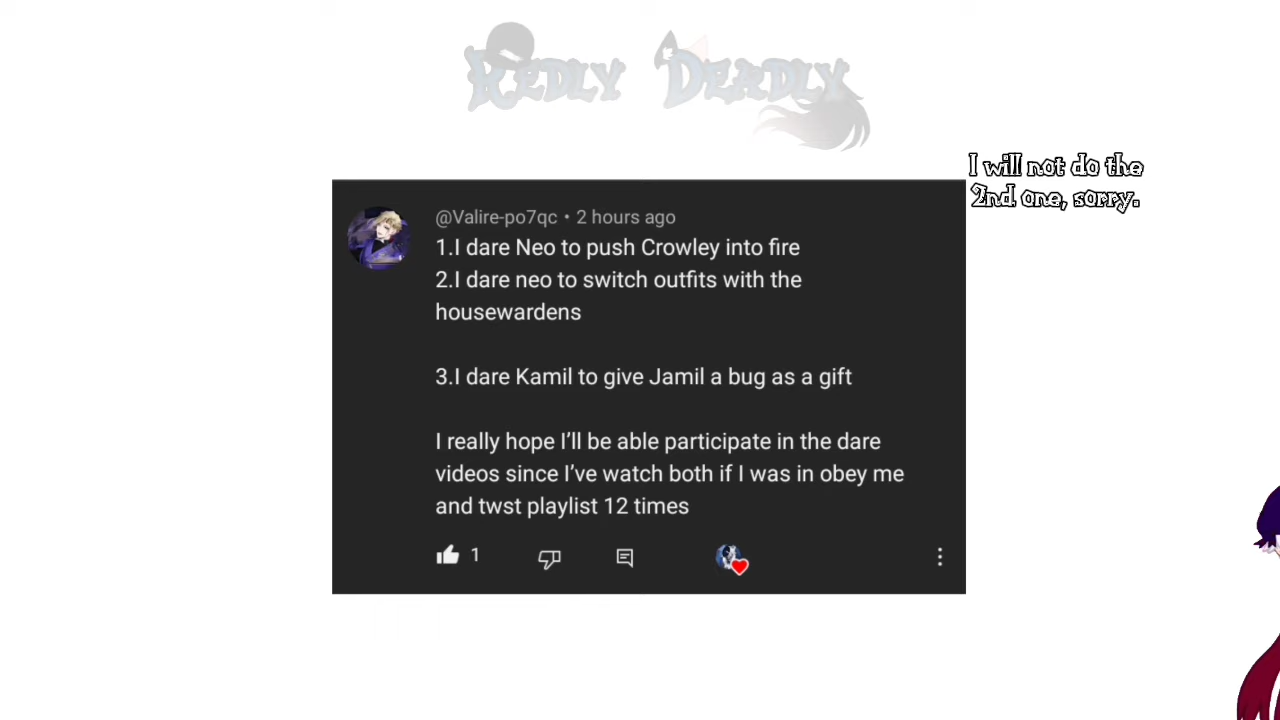 REDLY DEADLY
I will not do the
2nd one, sorry.
@Valire-po7qc • 2 hours ago
1.I dare Neo to push Crowley into fire
2.I dare neo to switch outfits with the
housewardens
3.I dare Kamil to give Jamil a bug as a gift
I really hope I’ll be able participate in the dare
videos since I’ve watch both if I was in obey me
and twst playlist 12 times
1